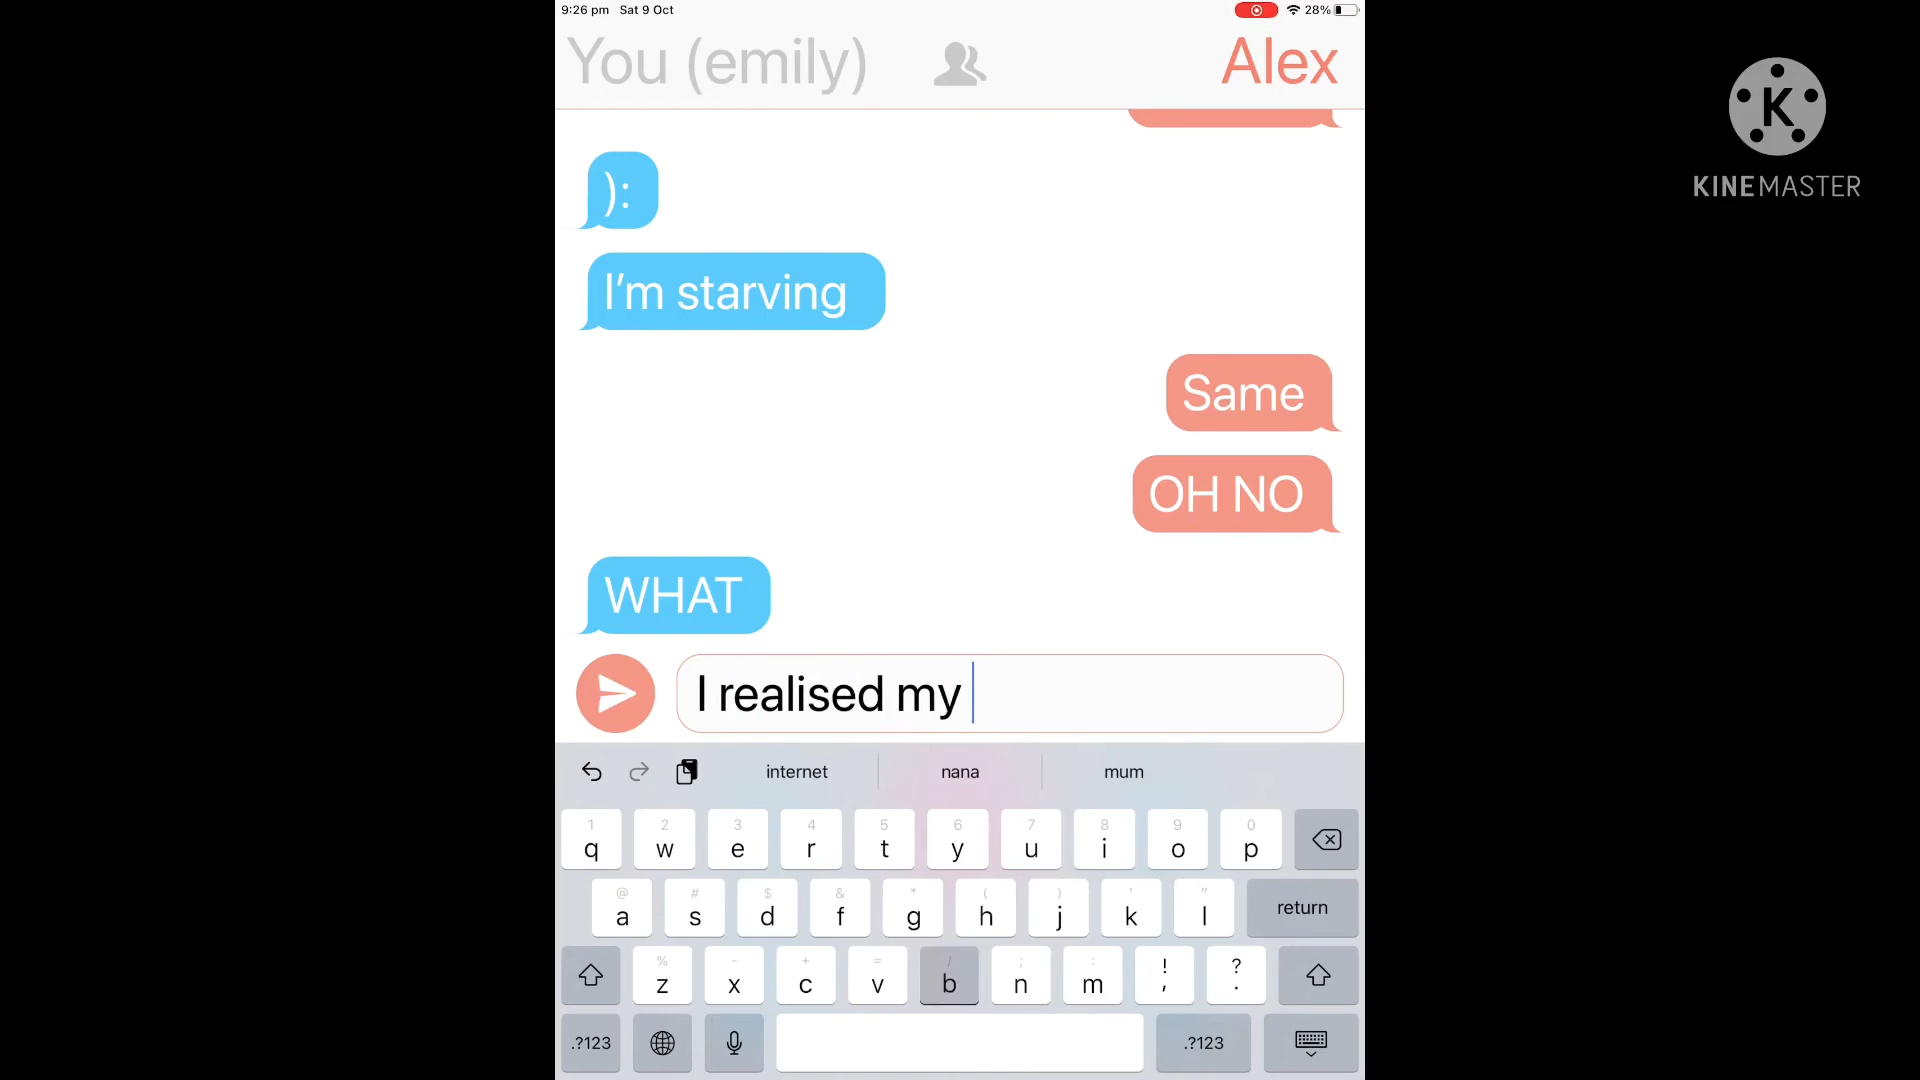 9:26 pm Sat 9 Oct
28%
You (emily)
Alex
KINEMASTER
K
):
I'm starving
Same
OH NO
WHAT
I realised my
internet nana mum
1 2 3 4 5 6 7 8 9 0
q w e r t y u i o p
@ # $ & * ( ) ' "
a s d f g h j k l return
% - + = / ; : ! ?
z x c v b n m , .
.?123 .?123